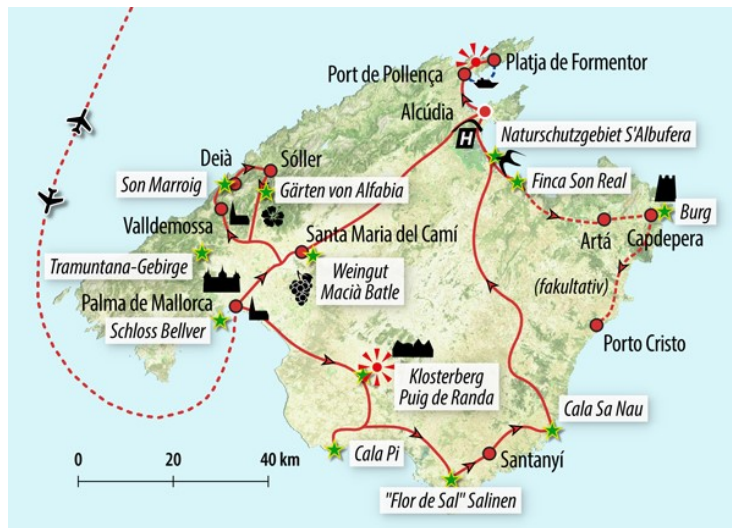 Port de Pollença
Platja de Formentor
Alcúdia
H
Naturschutzgebiet S'Albufera
Deià
Sóller
Son Marroig
Gärten von Alfabia
Finca Son Real
Valldemossa
Burg
Artá
Capdepera
Santa Maria del Camí
Tramuntana-Gebirge
Weingut
Macià Batle
(fakultativ)
Palma de Mallorca
Schloss Bellver
Porto Cristo
Klosterberg
Puig de Randa
Cala Sa Nau
Cala Pi
Santanyí
0 20 40 km
"Flor de Sal" Salinen